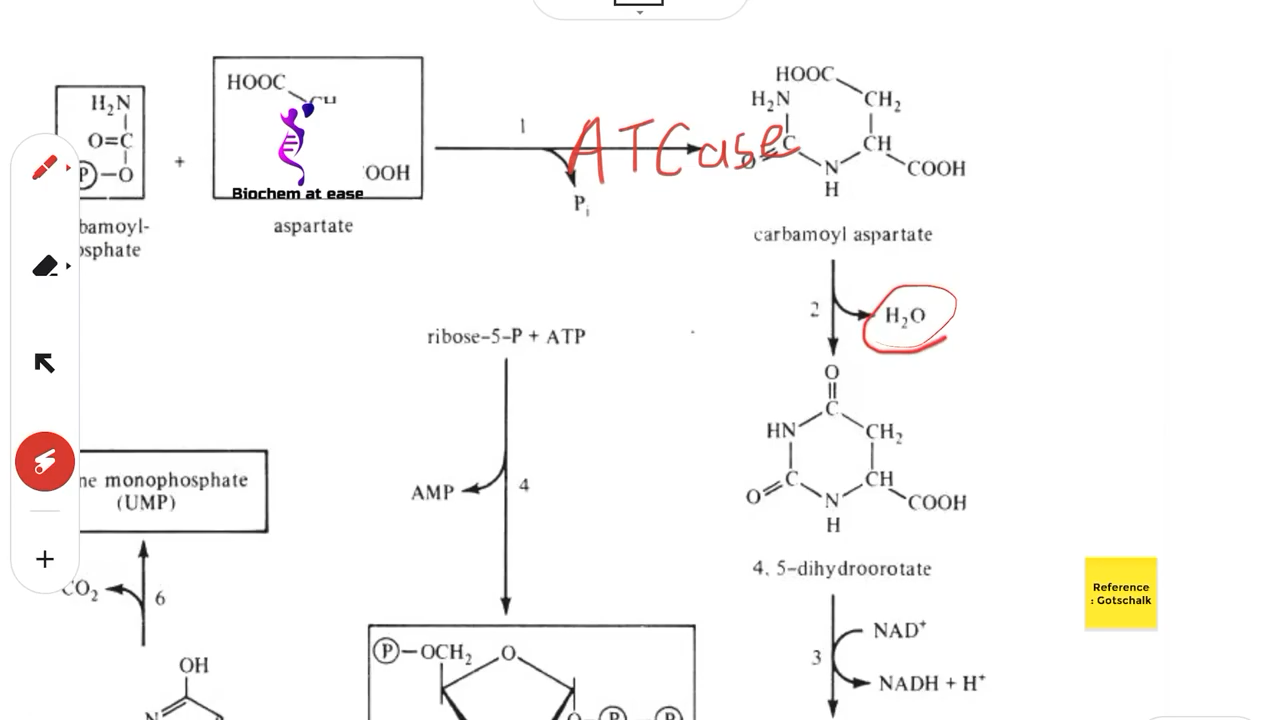 HOOC
H₂N
O=C
P–O
+
CH
OOH
Biochem at ease
bamoyl-
sphate
aspartate
1
Pᵢ
ATCase
HOOC
H₂N
CH₂
C
CH
O
N
H
COOH
carbamoyl aspartate
2
H₂O
ribose-5-P + ATP
AMP
4
O
C
HN
CH₂
C
CH
O
N
H
COOH
4, 5-dihydroorotate
ne monophosphate
(UMP)
CO₂
6
OH
N
P–OCH₂
O
O
P
P
3
NAD⁺
NADH + H⁺
Reference
: Gotschalk
+